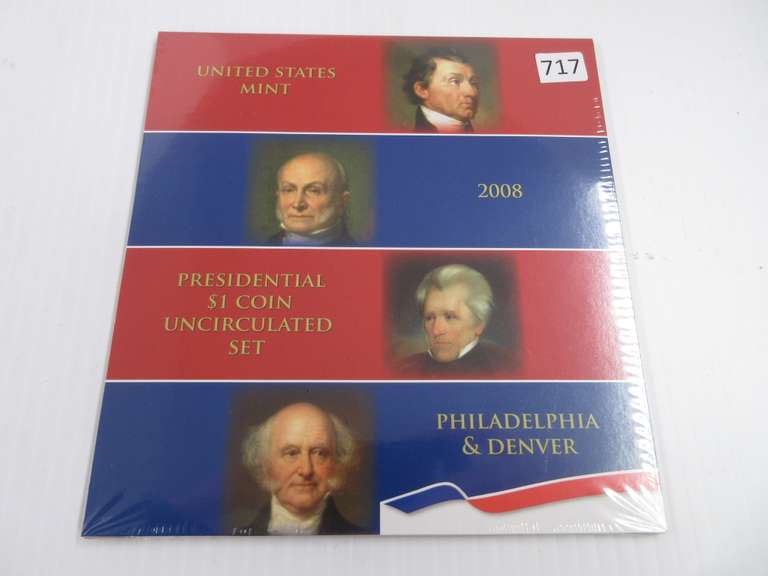 UNITED STATES
MINT
717
2008
PRESIDENTIAL
$1 COIN
UNCIRCULATED
SET
PHILADELPHIA
& DENVER